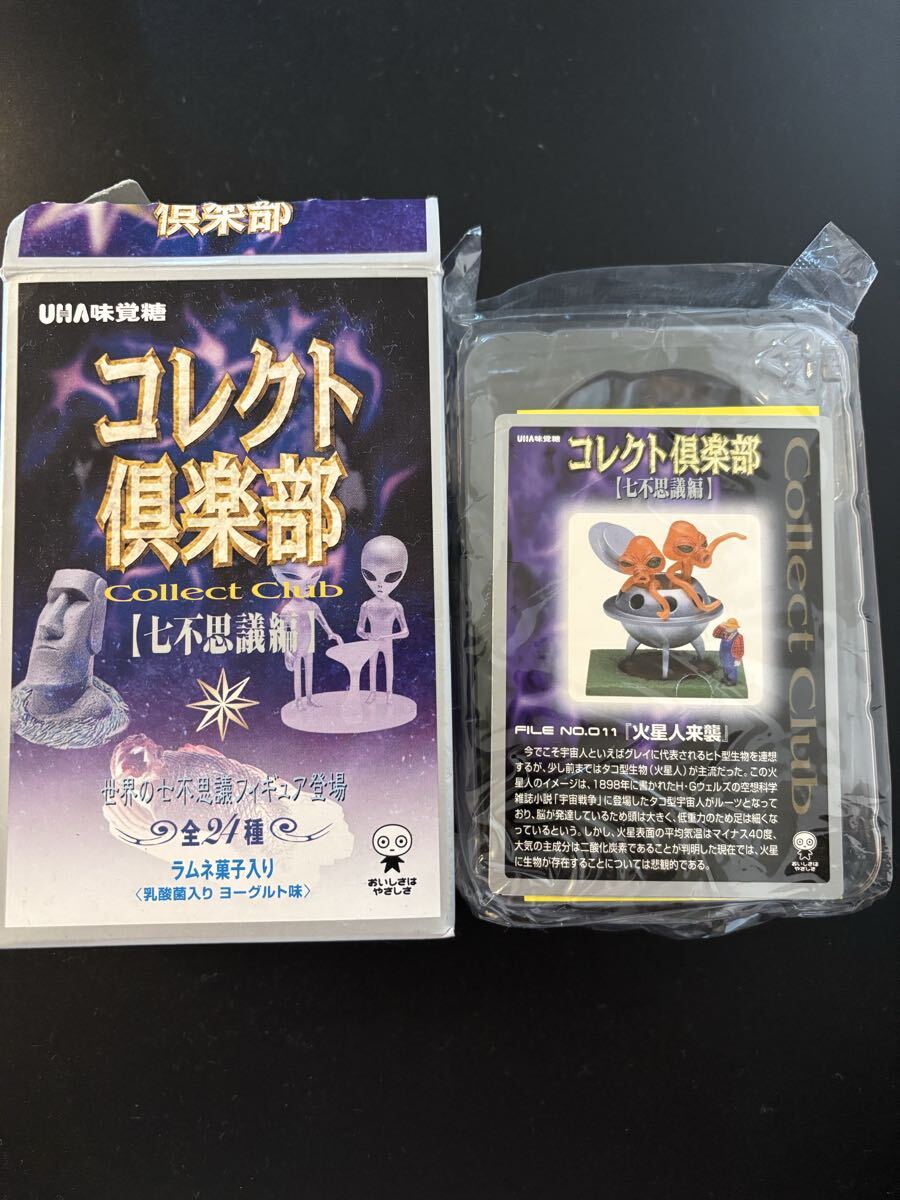 倶楽部
UHA味覚糖
コレクト
倶楽部
Collect Club
【七不思議編】
世界の七不思議フィギュア登場
全24種
ラムネ菓子入り
〈乳酸菌入り ヨーグルト味〉
おいしさは
やさしさ
UHA味覚糖
コレクト倶楽部
【七不思議編】
Collect Club
FILE NO.011 『火星人来襲』
今でこそ宇宙人といえばグレイに代表されるヒト型生物を連想
するが、少し前まではタコ型生物（火星人）が主流だった。この火
星人のイメージは、1898年に書かれたH・Gウェルズの空想科学
雑誌小説「宇宙戦争」に登場したタコ型宇宙人がルーツとなって
おり、脳が発達しているため頭は大きく、低重力のため足は細くな
っているという。しかし、火星表面の平均気温はマイナス40度、
大気の主成分は二酸化炭素であることが判明した現在では、火星
に生物が存在することについては悲観的である。
おいしさは
やさしさ